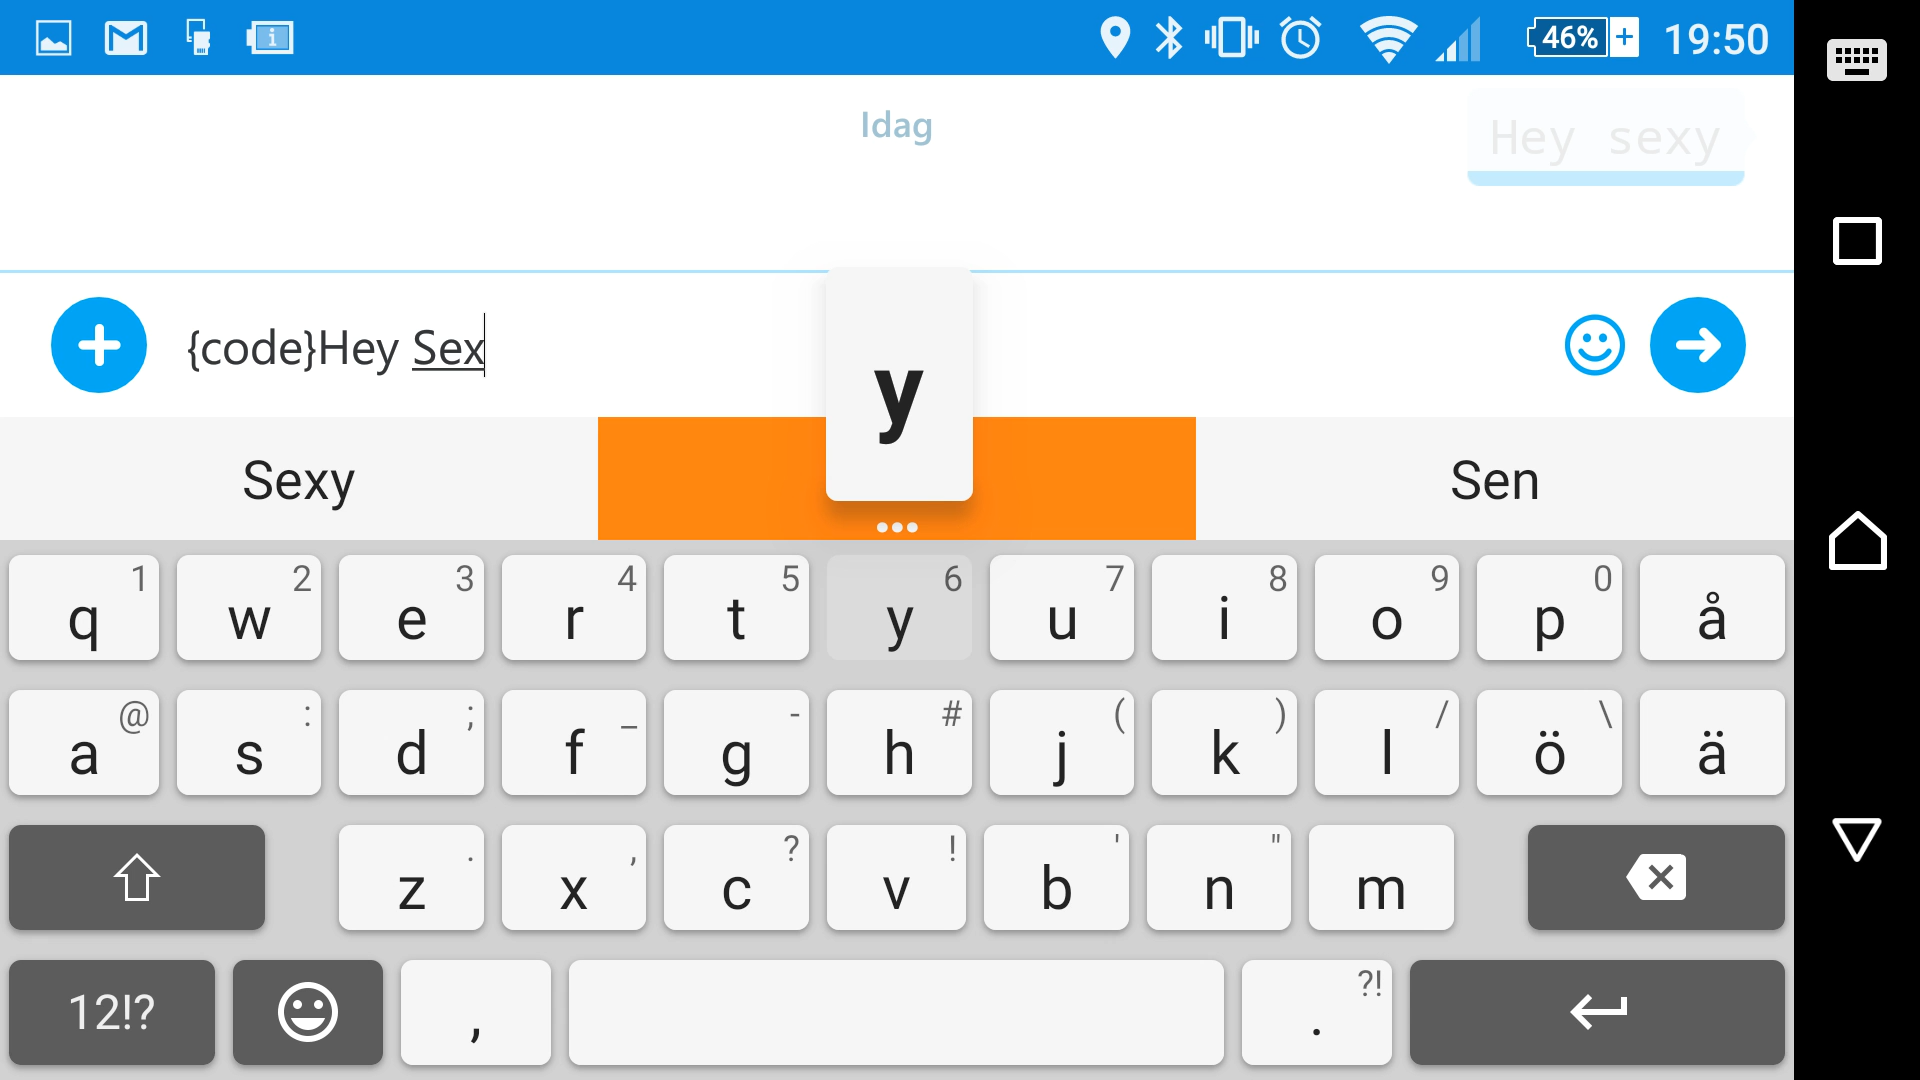 46% 19:50
Idag
Hey sexy
{code}Hey Sex
y
Sexy
Sen
1 2 3 4 5 6 7 8 9 0
q w e r t y u i o p å
@ : ; _ - # ( ) / \
a s d f g h j k l ö ä
. , ? ! ' "
z x c v b n m
?!
12!? , .